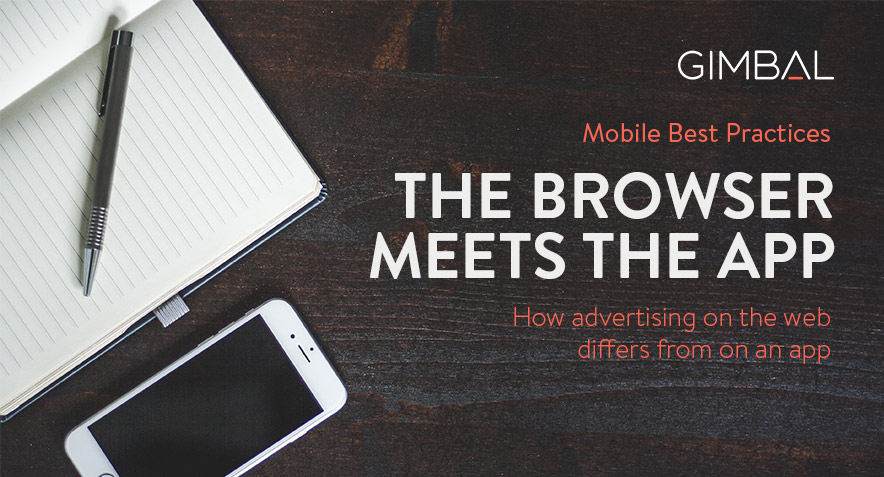 GIMBAL
Mobile Best Practices
THE BROWSER
MEETS THE APP
How advertising on the web
differs from on an app